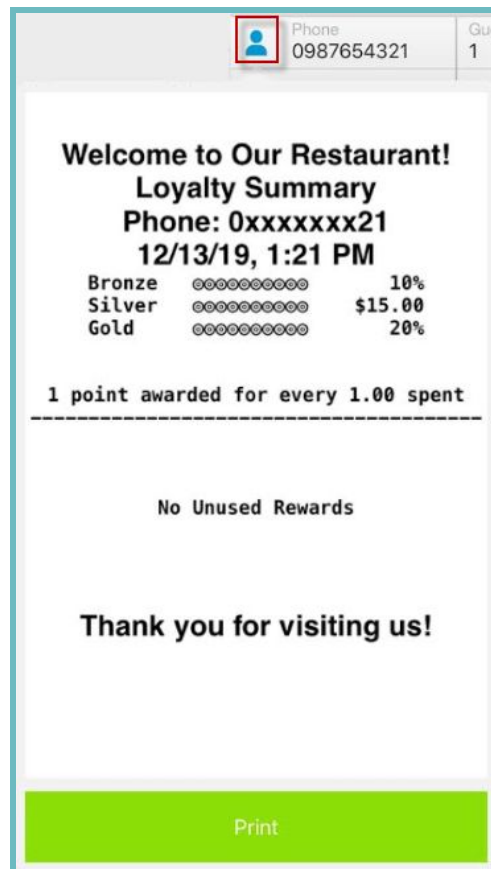 Phone Gu
0987654321 1
Welcome to Our Restaurant!
Loyalty Summary
Phone: 0xxxxxxx21
12/13/19, 1:21 PM
Bronze ◎◎◎◎◎◎◎◎◎◎ 10%
Silver ◎◎◎◎◎◎◎◎◎◎ $15.00
Gold ◎◎◎◎◎◎◎◎◎◎ 20%
1 point awarded for every 1.00 spent
No Unused Rewards
Thank you for visiting us!
Print